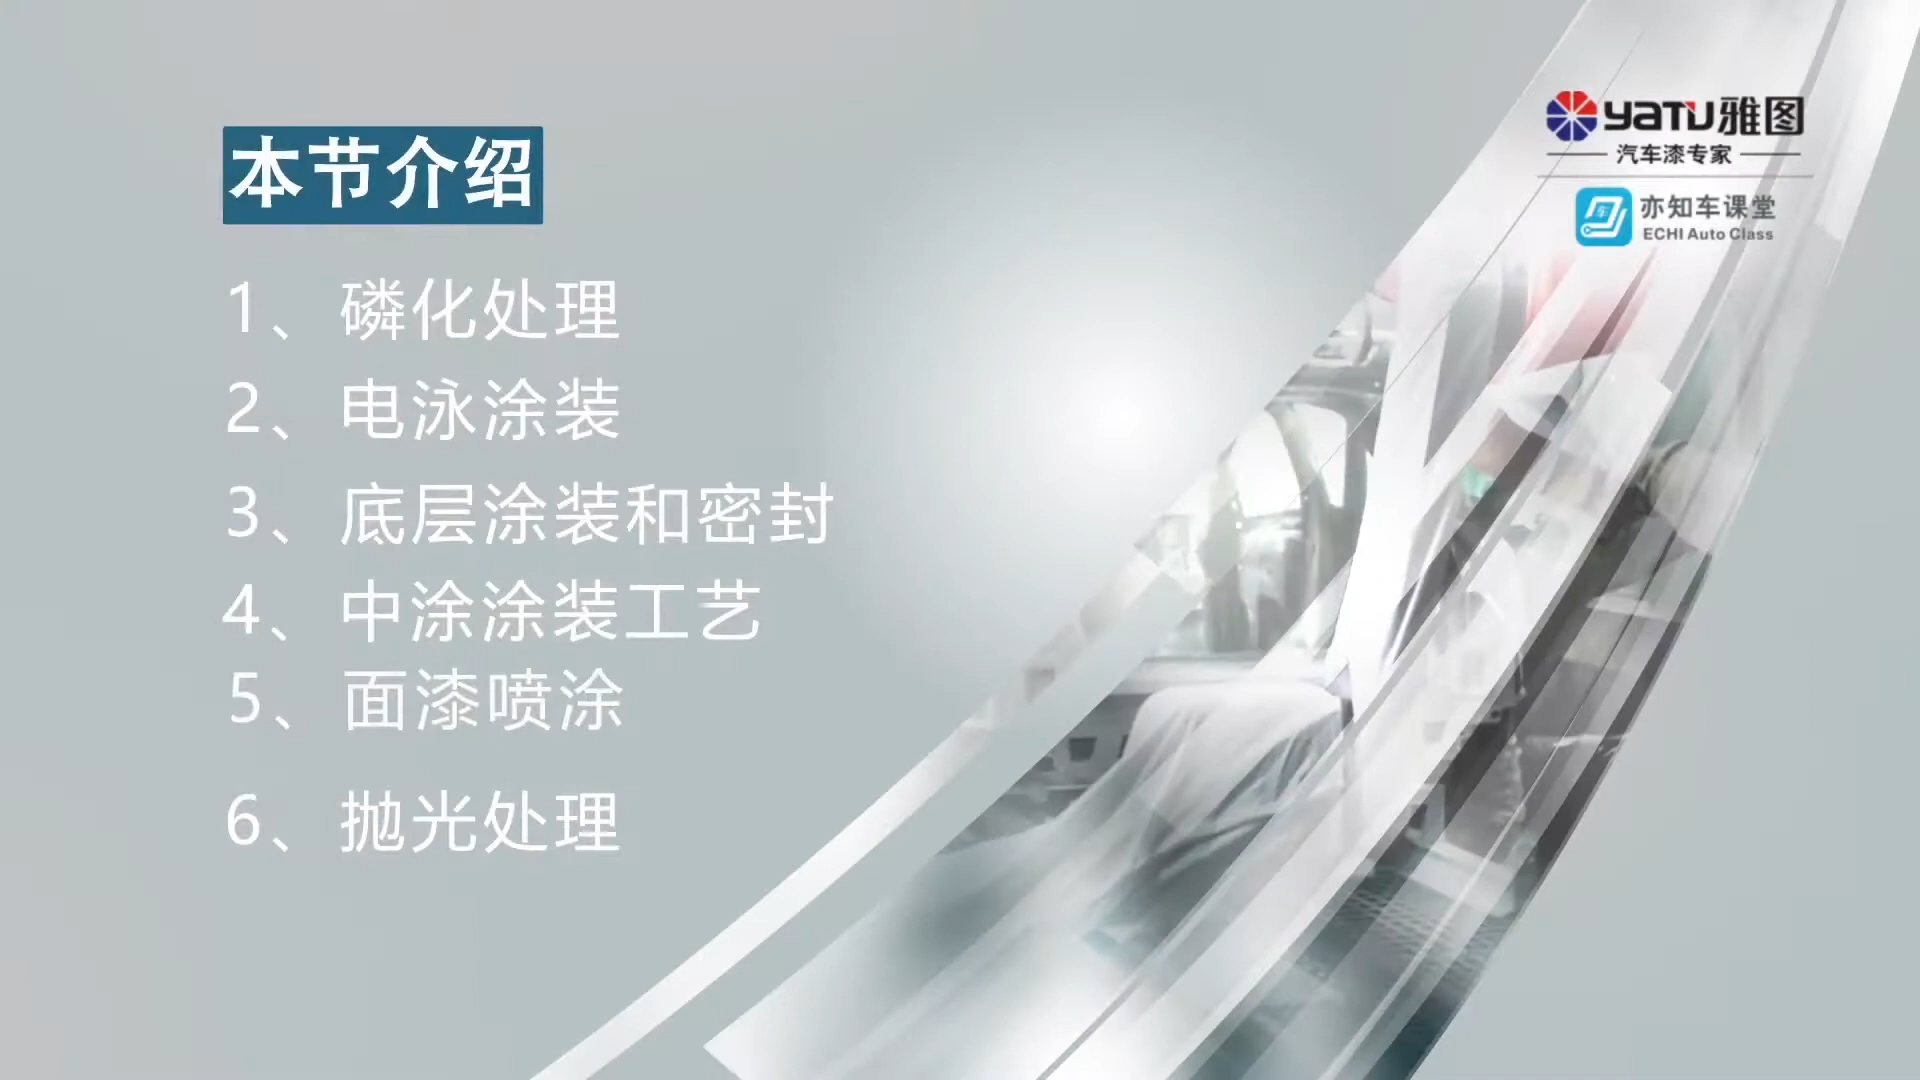 本节介绍
1、磷化处理
2、电泳涂装
3、底层涂装和密封
4、中涂涂装工艺
5、面漆喷涂
6、抛光处理
YATU雅图
汽车漆专家
亦知车课堂
ECHI Auto Class